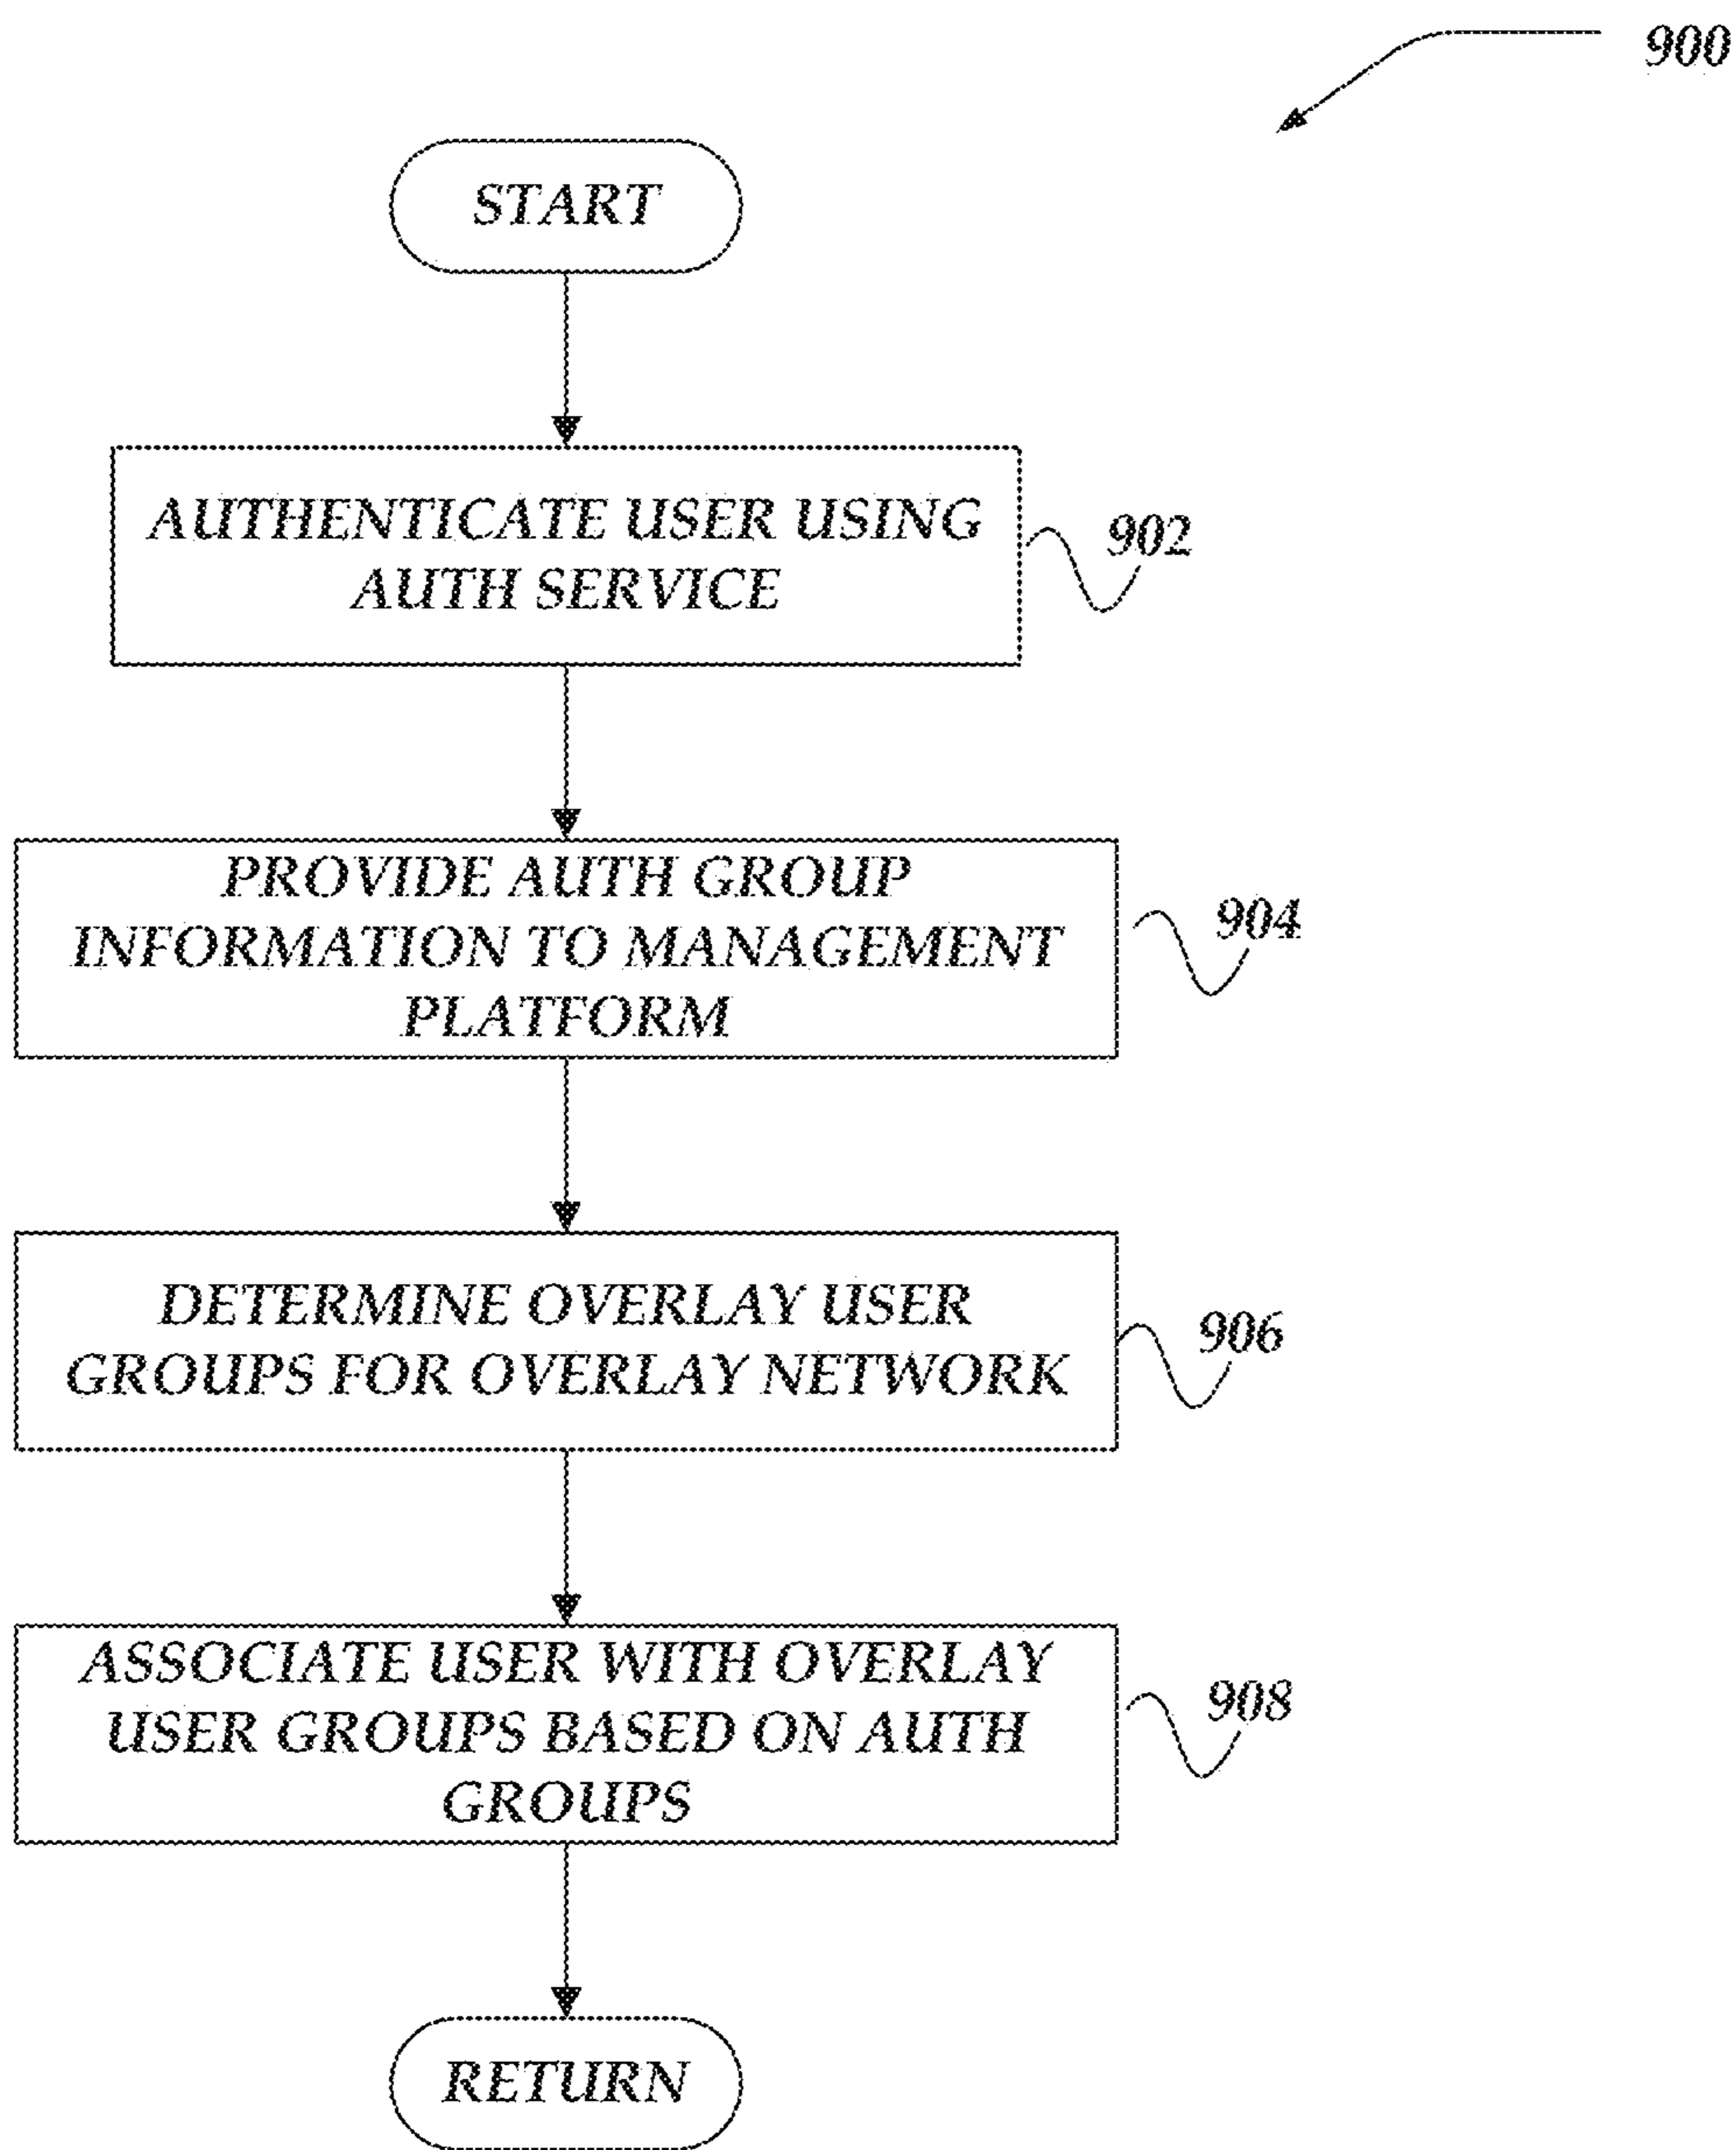 900
START
AUTHENTICATE USER USING
AUTH SERVICE
902
PROVIDE AUTH GROUP
INFORMATION TO MANAGEMENT
PLATFORM
904
DETERMINE OVERLAY USER
GROUPS FOR OVERLAY NETWORK
906
ASSOCIATE USER WITH OVERLAY
USER GROUPS BASED ON AUTH
GROUPS
908
RETURN